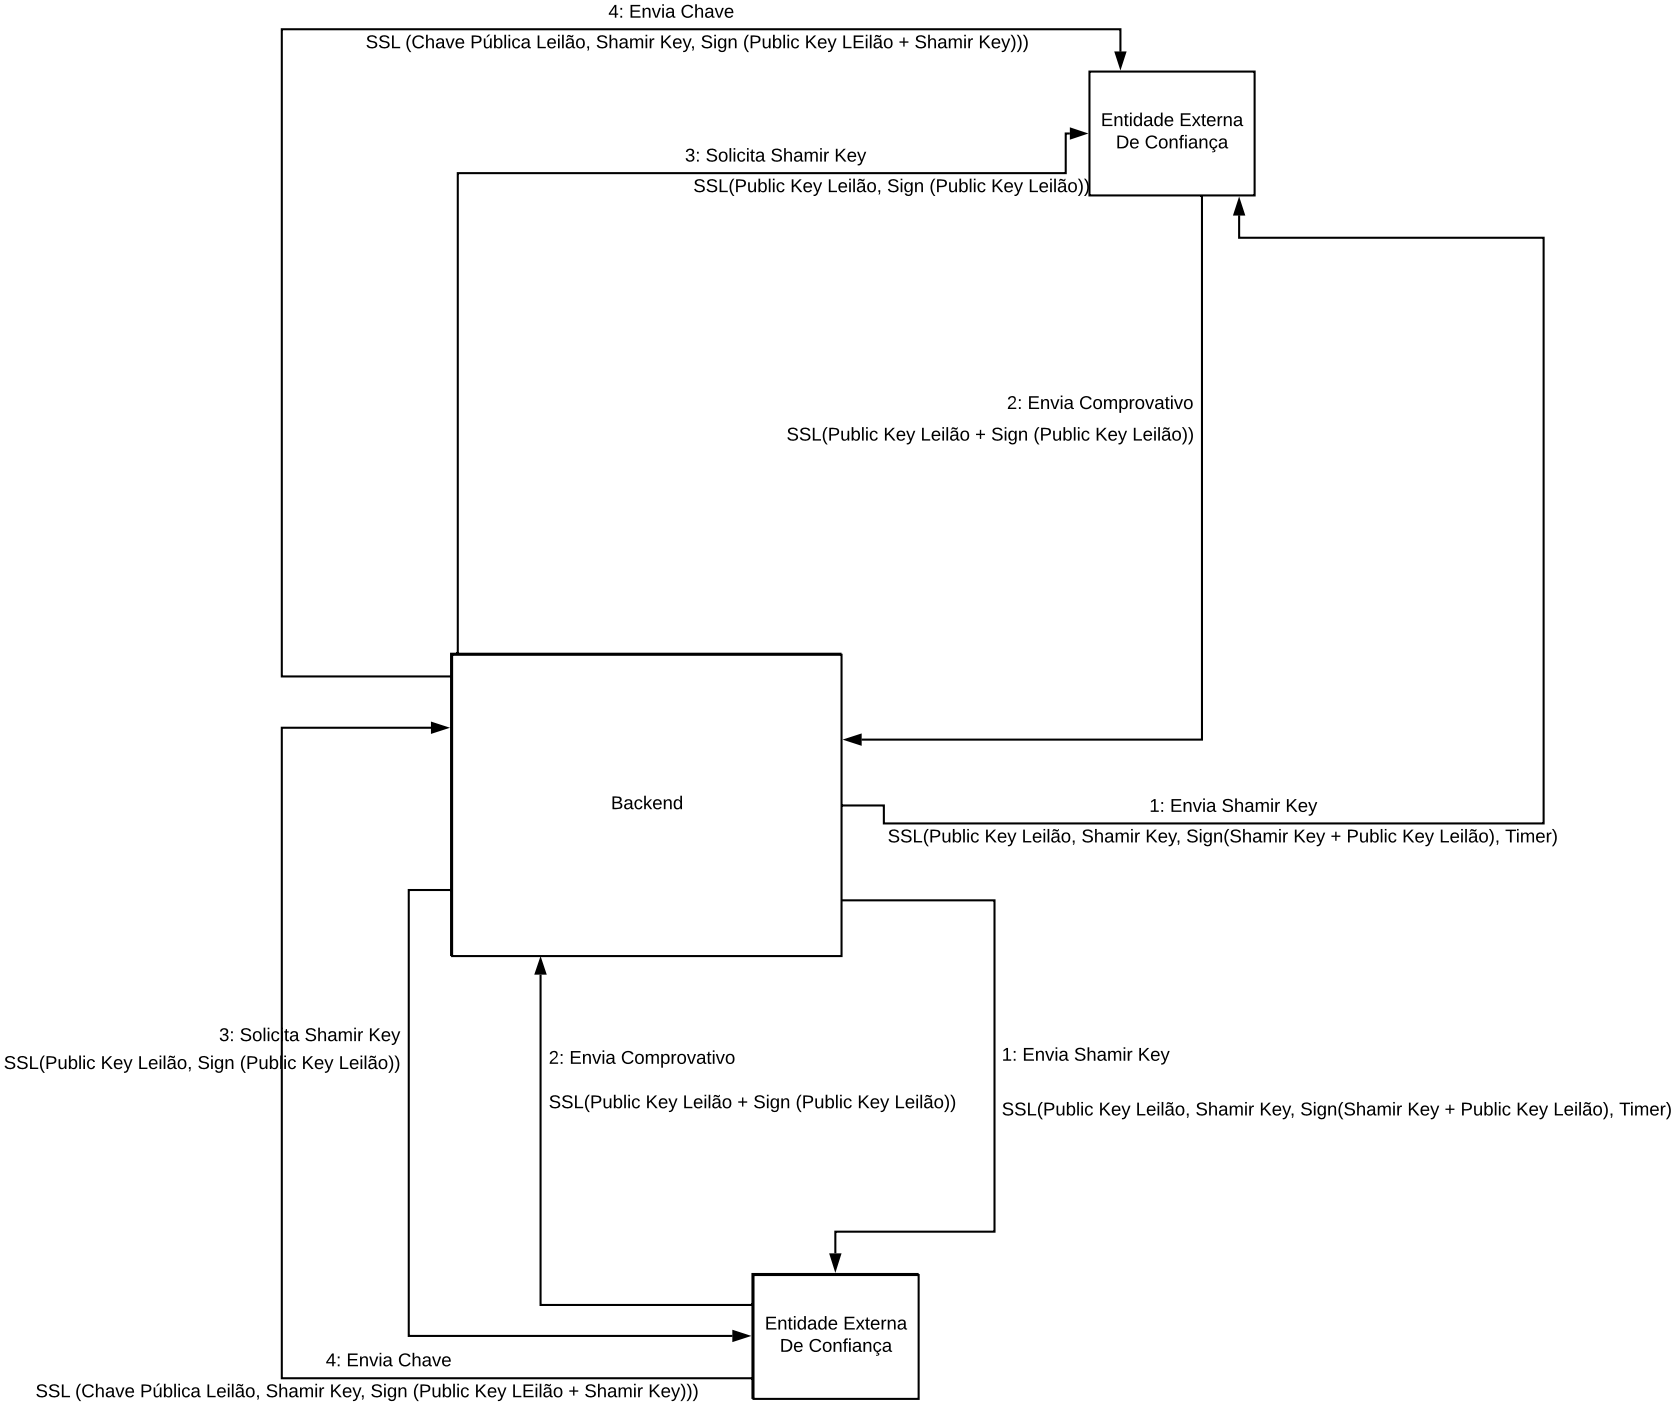 4: Envia Chave
SSL (Chave Pública Leilão, Shamir Key, Sign (Public Key LEilão + Shamir Key)))
Entidade Externa
De Confiança
3: Solicita Shamir Key
SSL(Public Key Leilão, Sign (Public Key Leilão))
2: Envia Comprovativo
SSL(Public Key Leilão + Sign (Public Key Leilão))
Backend
1: Envia Shamir Key
SSL(Public Key Leilão, Shamir Key, Sign(Shamir Key + Public Key Leilão), Timer)
3: Solicita Shamir Key
SSL(Public Key Leilão, Sign (Public Key Leilão))
2: Envia Comprovativo
SSL(Public Key Leilão + Sign (Public Key Leilão))
1: Envia Shamir Key
SSL(Public Key Leilão, Shamir Key, Sign(Shamir Key + Public Key Leilão), Timer)
Entidade Externa
De Confiança
4: Envia Chave
SSL (Chave Pública Leilão, Shamir Key, Sign (Public Key LEilão + Shamir Key)))